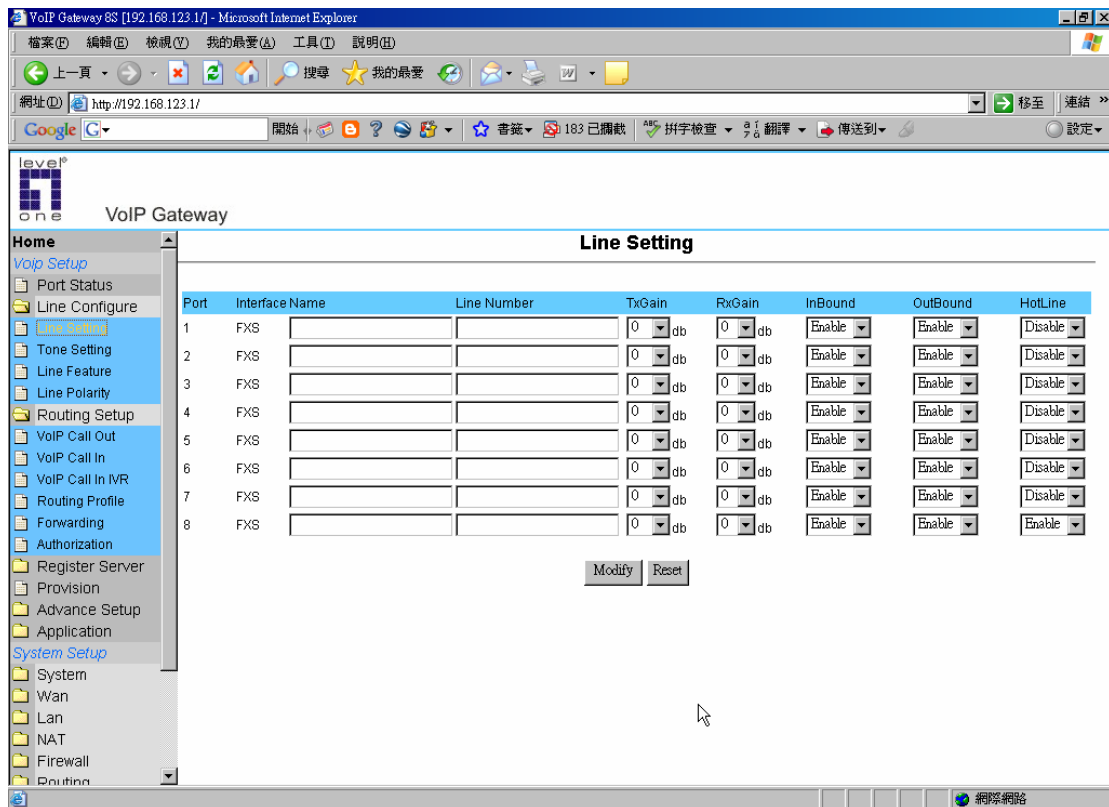 VoIP Gateway 8S [192.168.123.1/] - Microsoft Internet Explorer
檔案(F) 編輯(E) 檢視(V) 我的最愛(A) 工具(T) 說明(H)
上一頁 搜尋 我的最愛 W
網址(D) http://192.168.123.1/ 移至 連結 »
Google G 開始 書籤 183 已攔截 ABC 拼字檢查 翻譯 傳送到 設定
level®
one
VoIP Gateway
Home
Voip Setup
Port Status
Line Configure
Line Setting
Tone Setting
Line Feature
Line Polarity
Routing Setup
VoIP Call Out
VoIP Call In
VoIP Call In IVR
Routing Profile
Forwarding
Authorization
Register Server
Provision
Advance Setup
Application
System Setup
System
Wan
Lan
NAT
Firewall
Routing
Line Setting
Port Interface Name Line Number TxGain RxGain InBound OutBound HotLine
1 FXS 0 db 0 db Enable Enable Disable
2 FXS 0 db 0 db Enable Enable Disable
3 FXS 0 db 0 db Enable Enable Disable
4 FXS 0 db 0 db Enable Enable Disable
5 FXS 0 db 0 db Enable Enable Disable
6 FXS 0 db 0 db Enable Enable Disable
7 FXS 0 db 0 db Enable Enable Disable
8 FXS 0 db 0 db Enable Enable Enable
Modify Reset
網際網路